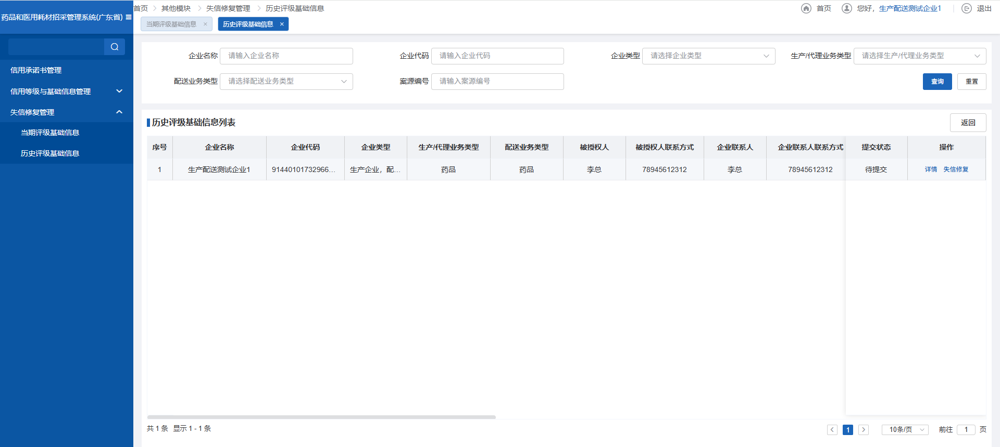 药品和医用耗材招采管理系统(广东省)
信用承诺书管理
信用等级与基础信息管理
失信修复管理
当期评级基础信息
历史评级基础信息
首页 其他模块 失信修复管理 历史评级基础信息
首页 您好，生产配送测试企业1 退出
当期评级基础信息 × 历史评级基础信息 ×
企业名称 请输入企业名称 企业代码 请输入企业代码 企业类型 请选择企业类型 生产/代理业务类型 请选择生产/代理业务类型
配送业务类型 请选择配送业务类型 案源编号 请输入案源编号 查询 重置
历史评级基础信息列表 返回
序号 企业名称 企业代码 企业类型 生产/代理业务类型 配送业务类型 被授权人 被授权人联系方式 企业联系人 企业联系人联系方式 提交状态 操作
1 生产配送测试企业1 91440101732966... 生产企业，配... 药品 药品 李总 78945612312 李总 78945612312 待提交 详情 失信修复
共 1 条 显示 1 - 1 条 1 10条/页 前往 1 页